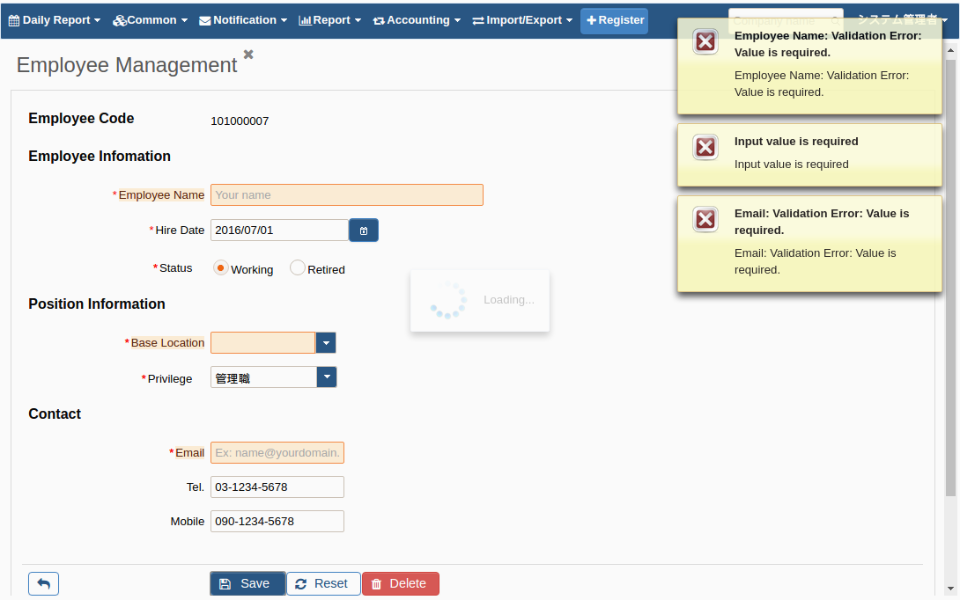 Daily Report Common Notification Report Accounting Import/Export Register Company name システム管理者
Employee Management
Employee Code 101000007
Employee Infomation
*Employee Name Your name
*Hire Date 2016/07/01
*Status Working Retired
Position Information
*Base Location
*Privilege 管理職
Contact
*Email Ex: name@yourdomain.
Tel. 03-1234-5678
Mobile 090-1234-5678
Save Reset Delete
Loading...
Employee Name: Validation Error:
Value is required.
Employee Name: Validation Error:
Value is required.
Input value is required
Input value is required
Email: Validation Error: Value is
required.
Email: Validation Error: Value is
required.